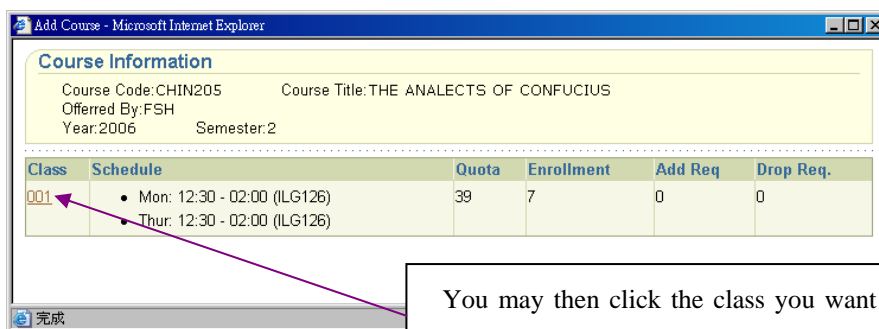 Add Course - Microsoft Internet Explorer
Course Information
Course Code:CHIN205 Course Title:THE ANALECTS OF CONFUCIUS
Offerred By:FSH
Year:2006 Semester:2
Class Schedule Quota Enrollment Add Req Drop Req.
001 • Mon: 12:30 - 02:00 (ILG126) 39 7 0 0
• Thur: 12:30 - 02:00 (ILG126)
You may then click the class you want
完成